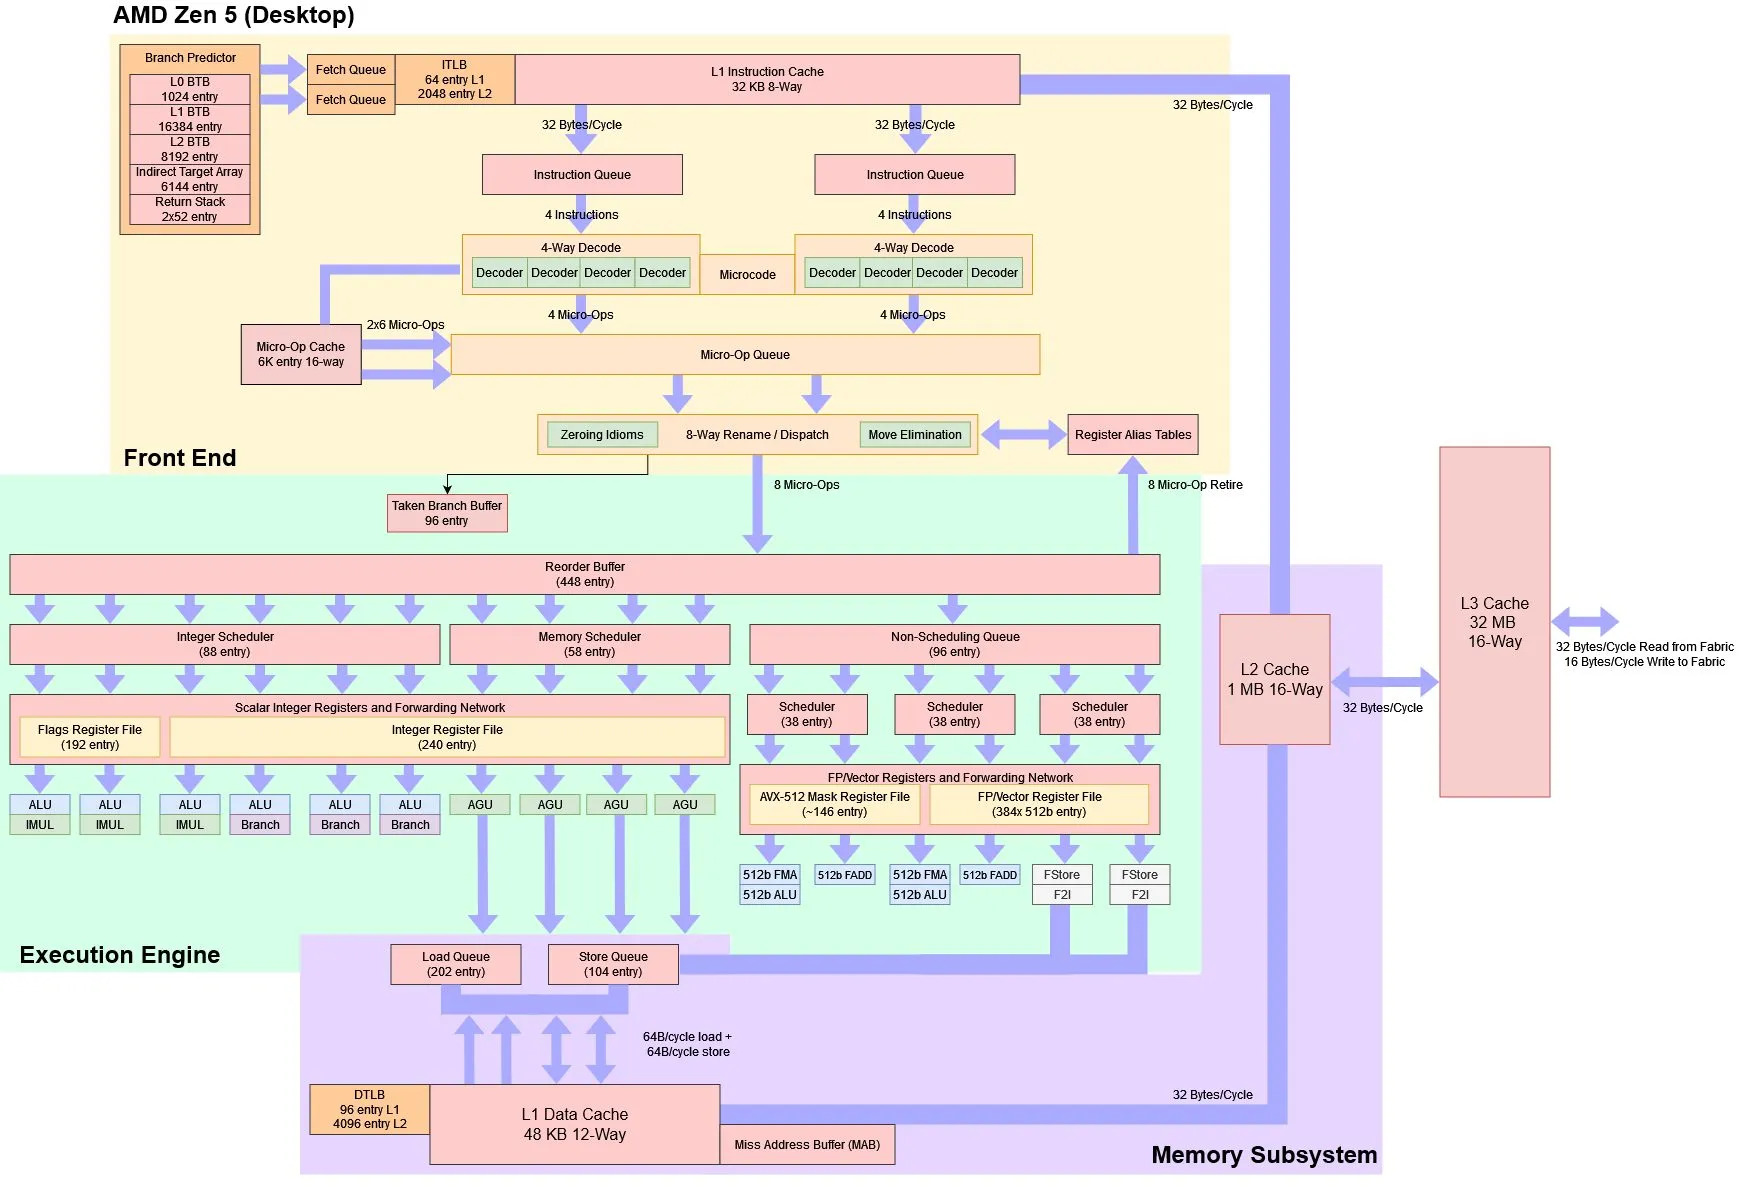 AMD Zen 5 (Desktop)
Branch Predictor
L0 BTB
1024 entry
L1 BTB
16384 entry
L2 BTB
8192 entry
Indirect Target Array
6144 entry
Return Stack
2x52 entry
Fetch Queue
Fetch Queue
ITLB
64 entry L1
2048 entry L2
L1 Instruction Cache
32 KB 8-Way
32 Bytes/Cycle
32 Bytes/Cycle
32 Bytes/Cycle
Instruction Queue
Instruction Queue
4 Instructions
4 Instructions
4-Way Decode
Decoder
Decoder
Decoder
Decoder
Microcode
4-Way Decode
Decoder
Decoder
Decoder
Decoder
4 Micro-Ops
4 Micro-Ops
2x6 Micro-Ops
Micro-Op Cache
6K entry 16-way
Micro-Op Queue
Zeroing Idioms
8-Way Rename / Dispatch
Move Elimination
Register Alias Tables
Front End
8 Micro-Ops
8 Micro-Op Retire
Taken Branch Buffer
96 entry
Reorder Buffer
(448 entry)
Integer Scheduler
(88 entry)
Memory Scheduler
(58 entry)
Non-Scheduling Queue
(96 entry)
Scalar Integer Registers and Forwarding Network
Flags Register File
(192 entry)
Integer Register File
(240 entry)
Scheduler
(38 entry)
Scheduler
(38 entry)
Scheduler
(38 entry)
FP/Vector Registers and Forwarding Network
AVX-512 Mask Register File
(~146 entry)
FP/Vector Register File
(384x 512b entry)
ALU
IMUL
ALU
IMUL
ALU
IMUL
ALU
Branch
ALU
Branch
ALU
Branch
AGU
AGU
AGU
AGU
512b FMA
512b ALU
512b FADD
512b FMA
512b ALU
512b FADD
FStore
F2I
FStore
F2I
Execution Engine
Load Queue
(202 entry)
Store Queue
(104 entry)
64B/cycle load +
64B/cycle store
DTLB
96 entry L1
4096 entry L2
L1 Data Cache
48 KB 12-Way
Miss Address Buffer (MAB)
32 Bytes/Cycle
Memory Subsystem
L2 Cache
1 MB 16-Way
32 Bytes/Cycle
L3 Cache
32 MB
16-Way
32 Bytes/Cycle Read from Fabric
16 Bytes/Cycle Write to Fabric